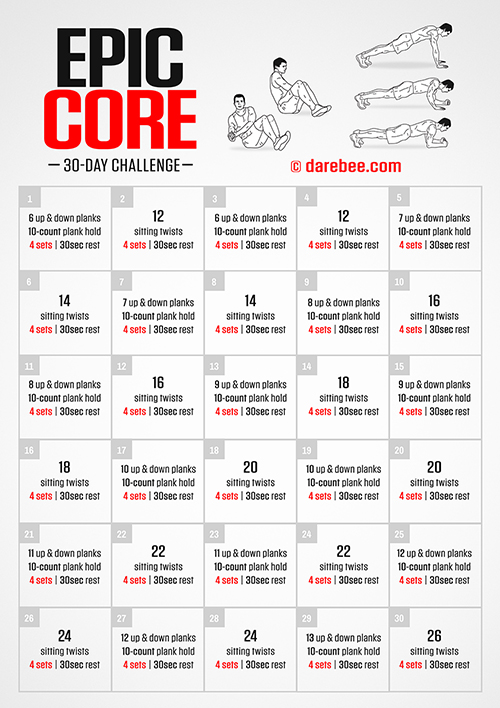 EPIC
CORE
30-DAY CHALLENGE
© darebee.com
1
6 up & down planks
10-count plank hold
4 sets | 30sec rest
2
12
sitting twists
4 sets | 30sec rest
3
6 up & down planks
10-count plank hold
4 sets | 30sec rest
4
12
sitting twists
4 sets | 30sec rest
5
7 up & down planks
10-count plank hold
4 sets | 30sec rest
6
14
sitting twists
4 sets | 30sec rest
7
7 up & down planks
10-count plank hold
4 sets | 30sec rest
8
14
sitting twists
4 sets | 30sec rest
9
8 up & down planks
10-count plank hold
4 sets | 30sec rest
10
16
sitting twists
4 sets | 30sec rest
11
8 up & down planks
10-count plank hold
4 sets | 30sec rest
12
16
sitting twists
4 sets | 30sec rest
13
9 up & down planks
10-count plank hold
4 sets | 30sec rest
14
18
sitting twists
4 sets | 30sec rest
15
9 up & down planks
10-count plank hold
4 sets | 30sec rest
16
18
sitting twists
4 sets | 30sec rest
17
10 up & down planks
10-count plank hold
4 sets | 30sec rest
18
20
sitting twists
4 sets | 30sec rest
19
10 up & down planks
10-count plank hold
4 sets | 30sec rest
20
20
sitting twists
4 sets | 30sec rest
21
11 up & down planks
10-count plank hold
4 sets | 30sec rest
22
22
sitting twists
4 sets | 30sec rest
23
11 up & down planks
10-count plank hold
4 sets | 30sec rest
24
22
sitting twists
4 sets | 30sec rest
25
12 up & down planks
10-count plank hold
4 sets | 30sec rest
26
24
sitting twists
4 sets | 30sec rest
27
12 up & down planks
10-count plank hold
4 sets | 30sec rest
28
24
sitting twists
4 sets | 30sec rest
29
13 up & down planks
10-count plank hold
4 sets | 30sec rest
30
26
sitting twists
4 sets | 30sec rest